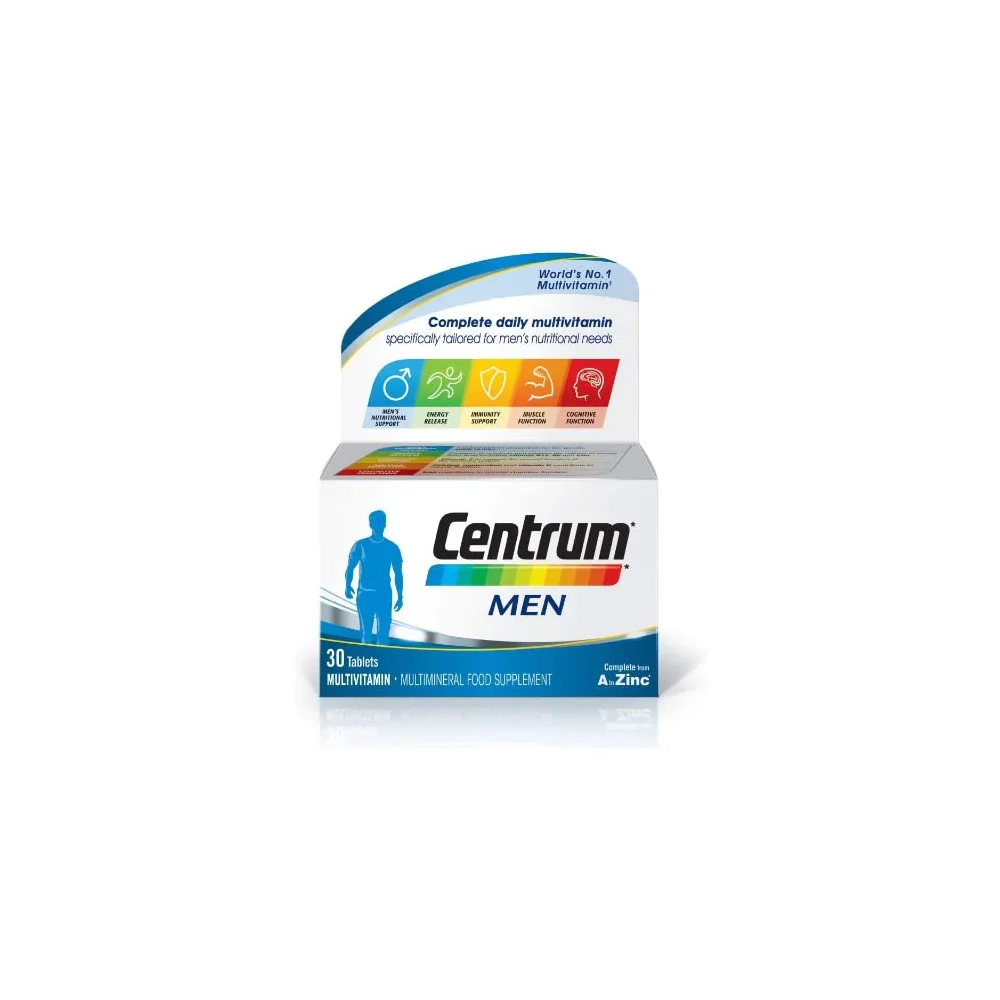 World's No.1
Multivitamin†
Complete daily multivitamin
specifically tailored for men's nutritional needs
MEN'S
NUTRITIONAL
SUPPORT
ENERGY
RELEASE
IMMUNITY
SUPPORT
MUSCLE
FUNCTION
COGNITIVE
FUNCTION
Centrum*
*
MEN
30 Tablets
MULTIVITAMIN · MULTIMINERAL FOOD SUPPLEMENT
Complete from
A to Zinc*